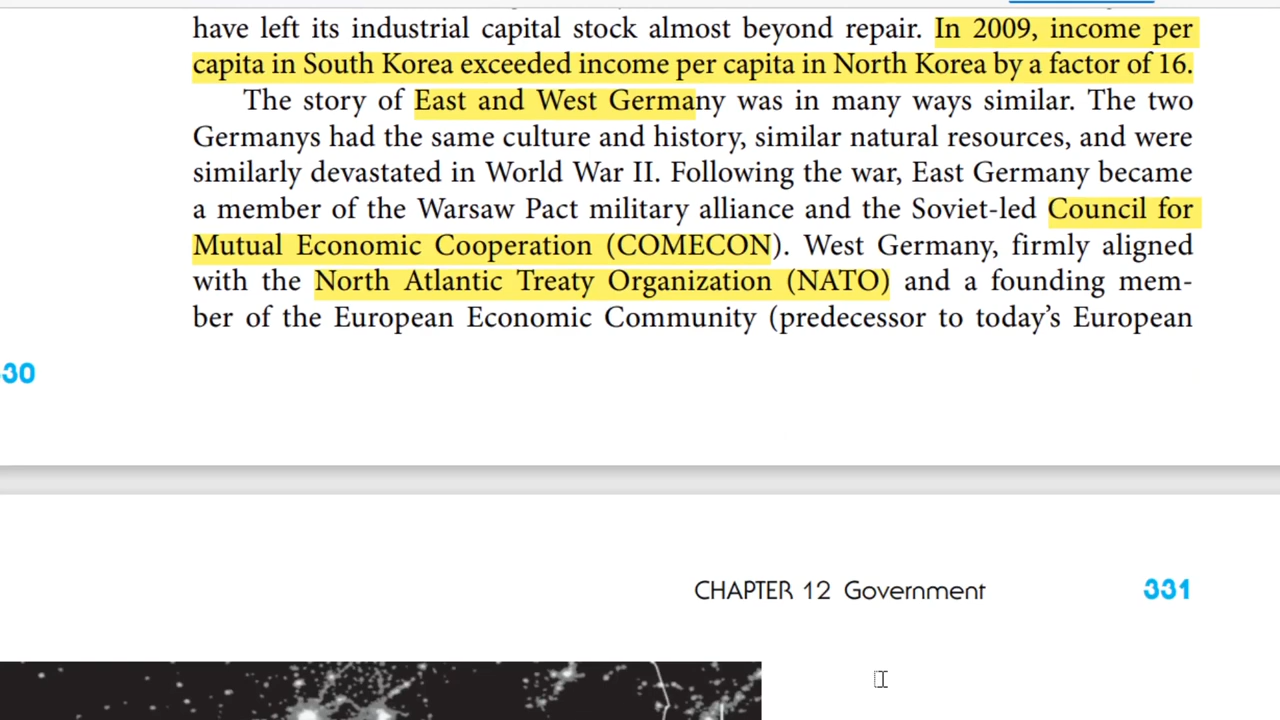 have left its industrial capital stock almost beyond repair. In 2009, income per
capita in South Korea exceeded income per capita in North Korea by a factor of 16.
The story of East and West Germany was in many ways similar. The two
Germanys had the same culture and history, similar natural resources, and were
similarly devastated in World War II. Following the war, East Germany became
a member of the Warsaw Pact military alliance and the Soviet-led Council for
Mutual Economic Cooperation (COMECON). West Germany, firmly aligned
with the North Atlantic Treaty Organization (NATO) and a founding mem-
ber of the European Economic Community (predecessor to today’s European
30
CHAPTER 12 Government 331